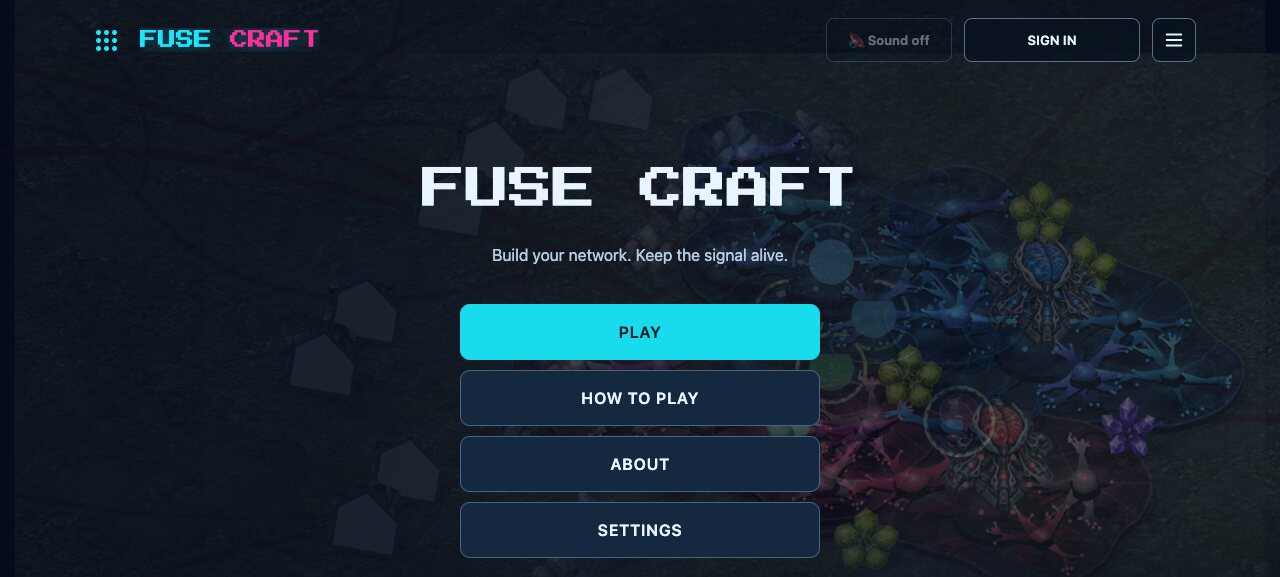 FUSE CRAFT
Sound off
SIGN IN
FUSE CRAFT
Build your network. Keep the signal alive.
PLAY
HOW TO PLAY
ABOUT
SETTINGS